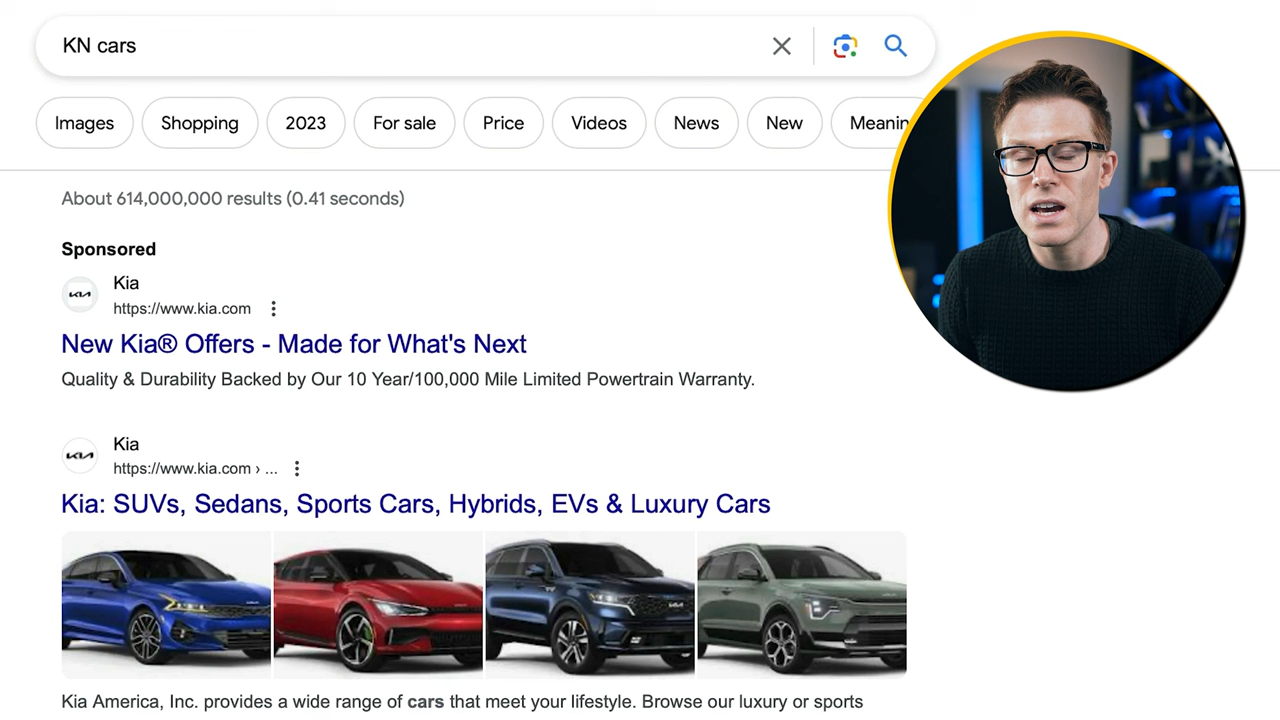 KN cars
Images Shopping 2023 For sale Price Videos News New
About 614,000,000 results (0.41 seconds)
Sponsored
Kia
https://www.kia.com
New Kia® Offers - Made for What's Next
Quality & Durability Backed by Our 10 Year/100,000 Mile Limited Powertrain Warranty.
Kia
https://www.kia.com › ...
Kia: SUVs, Sedans, Sports Cars, Hybrids, EVs & Luxury Cars
Kia America, Inc. provides a wide range of cars that meet your lifestyle. Browse our luxury or sports